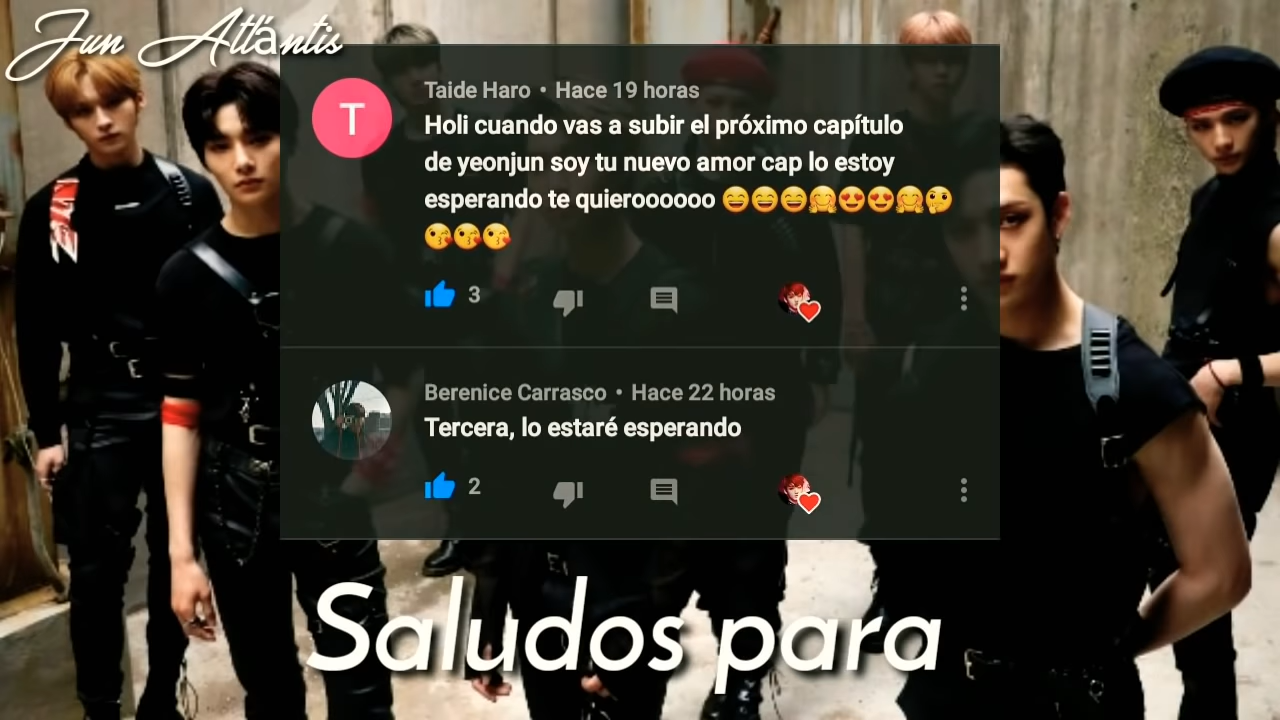 Jun Atlántis
Taide Haro • Hace 19 horas
Holi cuando vas a subir el próximo capítulo
de yeonjun soy tu nuevo amor cap lo estoy
esperando te quieroooooo 😄😄😄🤗😍😍🤗🤔
😘😘😘
3
T
Berenice Carrasco • Hace 22 horas
Tercera, lo estaré esperando
2
Saludos para